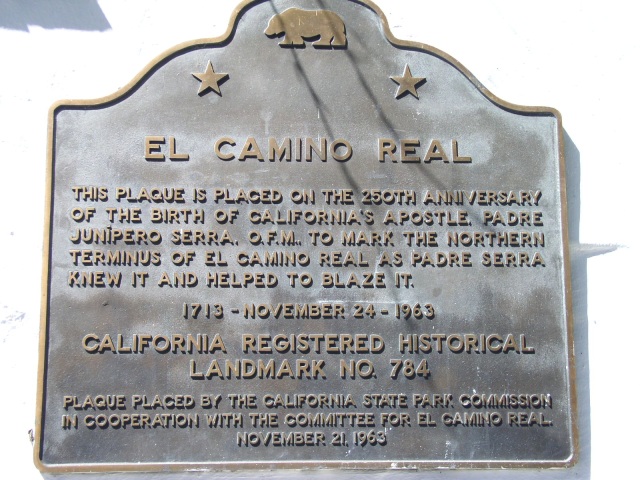 EL CAMINO REAL
THIS PLAQUE IS PLACED ON THE 250TH ANNIVERSARY
OF THE BIRTH OF CALIFORNIA'S APOSTLE, PADRE
JUNÍPERO SERRA, O.F.M., TO MARK THE NORTHERN
TERMINUS OF EL CAMINO REAL AS PADRE SERRA
KNEW IT AND HELPED TO BLAZE IT.
1713 - NOVEMBER 24 - 1963
CALIFORNIA REGISTERED HISTORICAL
LANDMARK NO. 784
PLAQUE PLACED BY THE CALIFORNIA STATE PARK COMMISSION
IN COOPERATION WITH THE COMMITTEE FOR EL CAMINO REAL.
NOVEMBER 21, 1963